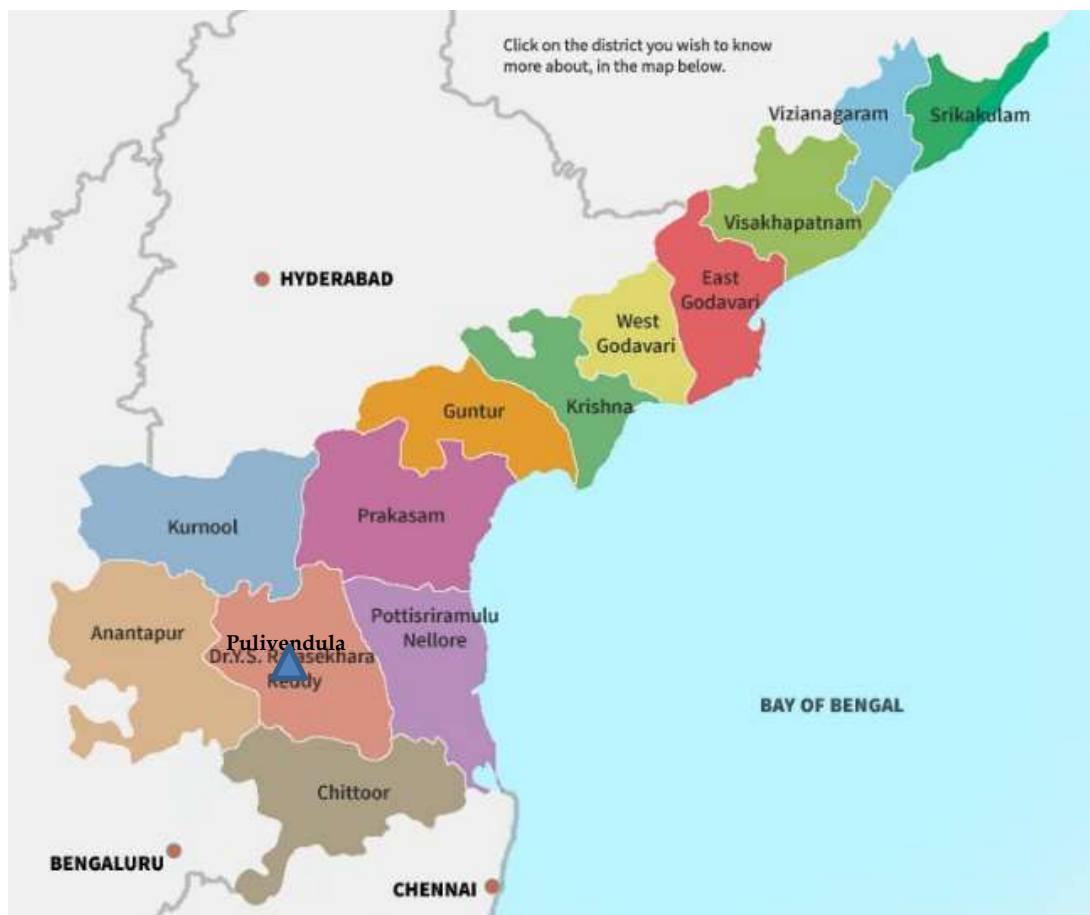 Click on the district you wish to know
more about, in the map below.
Vizianagaram
Srikakulam
Visakhapatnam
HYDERABAD
East
Godavari
West
Godavari
Krishna
Guntur
Prakasam
Kurnool
Pottisriramulu
Nellore
Anantapur
Pulivendula
Dr.Y.S. Rajasekhara
Reddy
BAY OF BENGAL
Chittoor
BENGALURU
CHENNAI